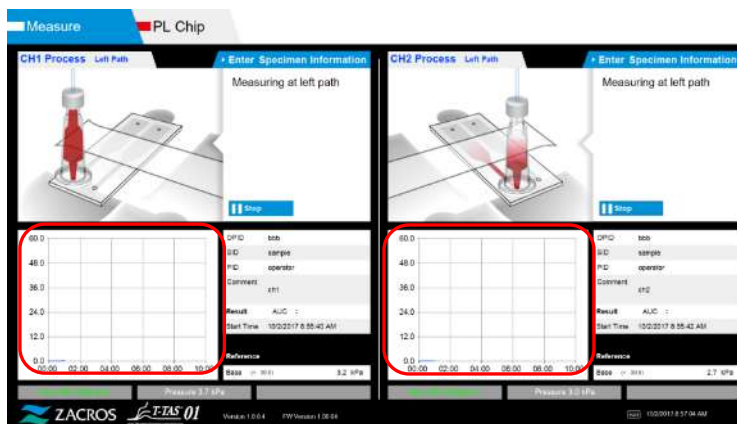 Measure
PL Chip
CH1 Process Left Path
Enter Specimen Information
Measuring at left path
Stop
60.0
48.0
36.0
24.0
12.0
0.0
00:00 02:00 04:00 06:00 08:00 10:00
OPID bbb
SID sample
PID operator
Comment
ch1
Result AUC :
Start Time 10/2/2017 8:55:40 AM
Reference
Base 3.2 kPa
Pressure 3.7 kPa
CH2 Process Left Path
Enter Specimen Information
Measuring at left path
Stop
60.0
48.0
36.0
24.0
12.0
0.0
00:00 02:00 04:00 06:00 08:00 10:00
OPID bbb
SID sample
PID operator
Comment
ch2
Result AUC :
Start Time 10/2/2017 8:55:42 AM
Reference
Base 2.7 kPa
Pressure 3.0 kPa
ZACROS T-TAS 01 Version 1.0.0.4 FW Version 1.00.04
10/2/2017 8:57:04 AM